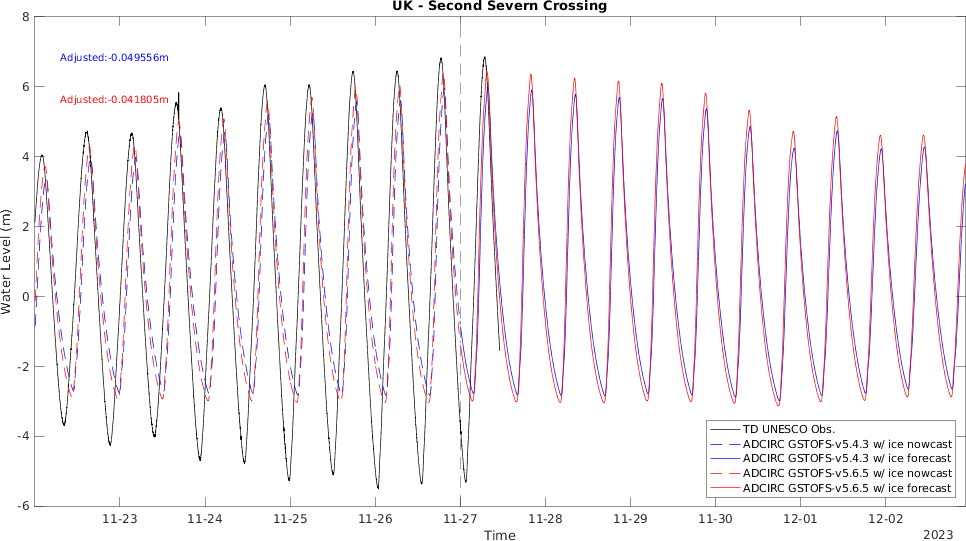 UK - Second Severn Crossing
8
6
4
2
0
-2
-4
-6
Water Level (m)
Adjusted:-0.049556m
Adjusted:-0.041805m
TD UNESCO Obs.
ADCIRC GSTOFS-v5.4.3 w/ ice nowcast
ADCIRC GSTOFS-v5.4.3 w/ ice forecast
ADCIRC GSTOFS-v5.6.5 w/ ice nowcast
ADCIRC GSTOFS-v5.6.5 w/ ice forecast
11-23 11-24 11-25 11-26 11-27 11-28 11-29 11-30 12-01 12-02
Time
2023